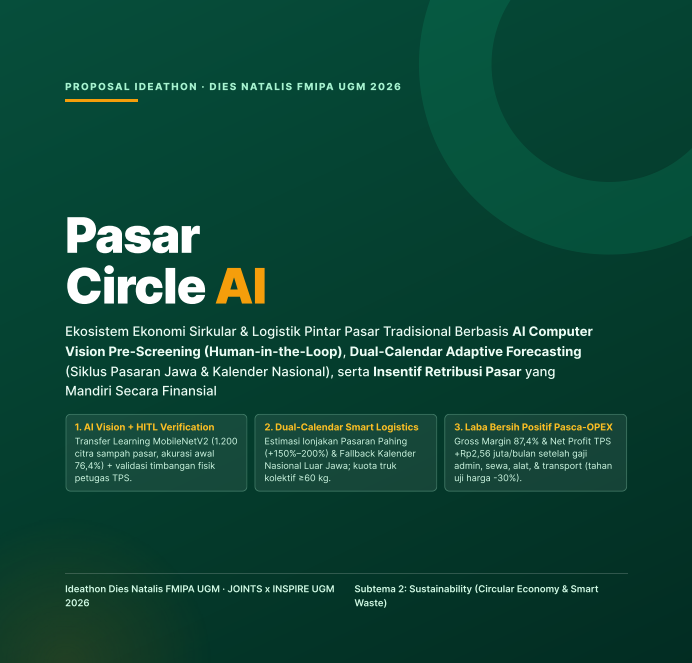 PROPOSAL IDEATHON · DIES NATALIS FMIPA UGM 2026
Pasar
Circle AI
Ekosistem Ekonomi Sirkular & Logistik Pintar Pasar Tradisional Berbasis AI Computer
Vision Pre-Screening (Human-in-the-Loop), Dual-Calendar Adaptive Forecasting
(Siklus Pasaran Jawa & Kalender Nasional), serta Insentif Retribusi Pasar yang
Mandiri Secara Finansial
1. AI Vision + HITL Verification
Transfer Learning MobileNetV2 (1.200
citra sampah pasar, akurasi awal
76,4%) + validasi timbangan fisik
petugas TPS.
2. Dual-Calendar Smart Logistics
Estimasi lonjakan Pasaran Pahing
(+150%–200%) & Fallback Kalender
Nasional Luar Jawa; kuota truk
kolektif ≥60 kg.
3. Laba Bersih Positif Pasca-OPEX
Gross Margin 87,4% & Net Profit TPS
+Rp2,56 juta/bulan setelah gaji
admin, sewa, alat, & transport (tahan
uji harga -30%).
Ideathon Dies Natalis FMIPA UGM · JOINTS x INSPIRE UGM
2026
Subtema 2: Sustainability (Circular Economy & Smart
Waste)